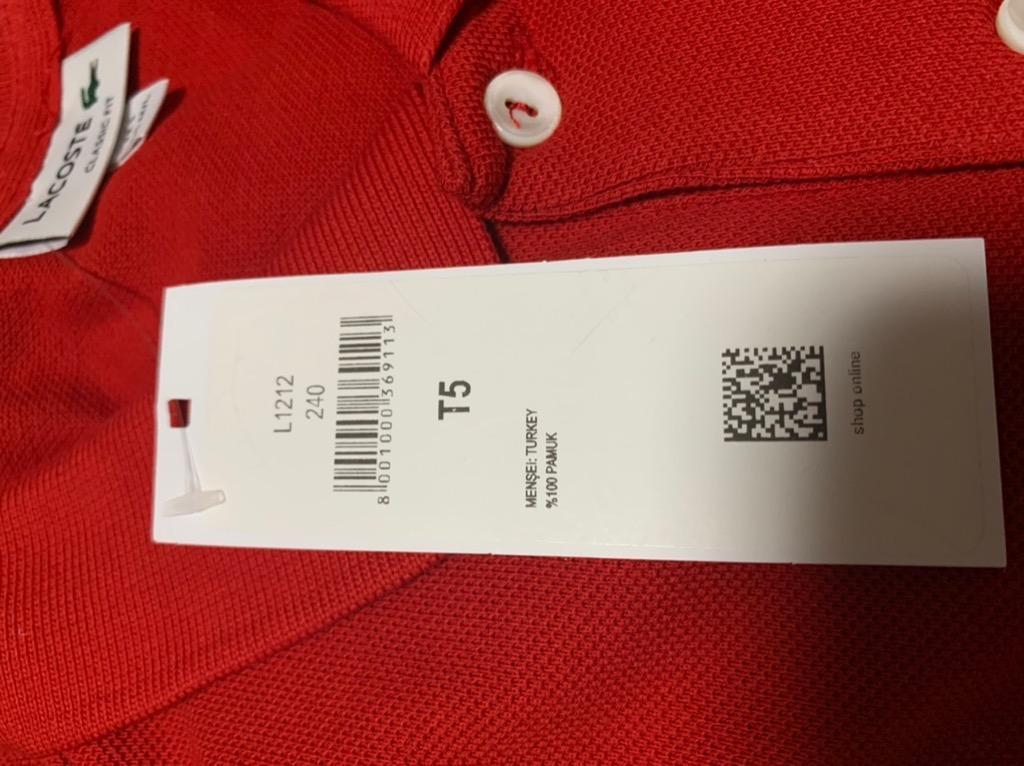 LACOSTE
CLASSIC FIT
L1212
240
8 001000 369113
T5
MENŞEİ: TURKEY
%100 PAMUK
shop online